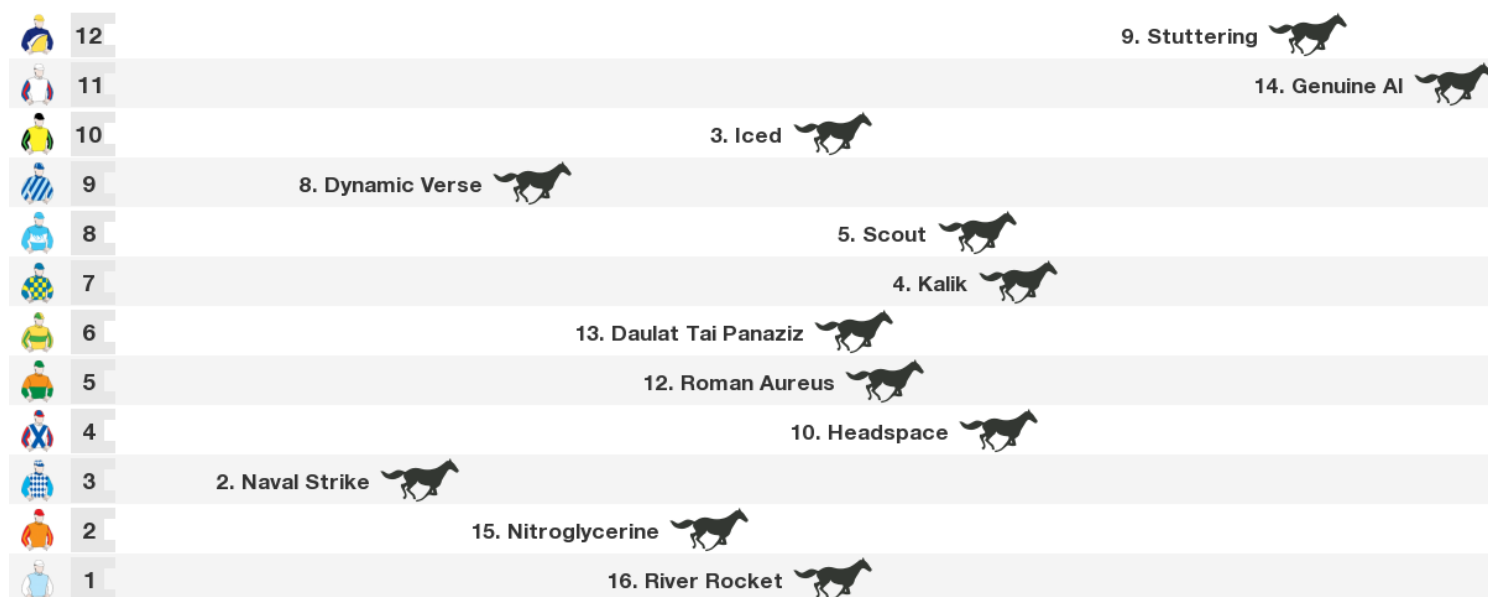 12 9. Stuttering
11 14. Genuine Al
10 3. Iced
9 8. Dynamic Verse
8 5. Scout
7 4. Kalik
6 13. Daulat Tai Panaziz
5 12. Roman Aureus
4 10. Headspace
3 2. Naval Strike
2 15. Nitroglycerine
1 16. River Rocket